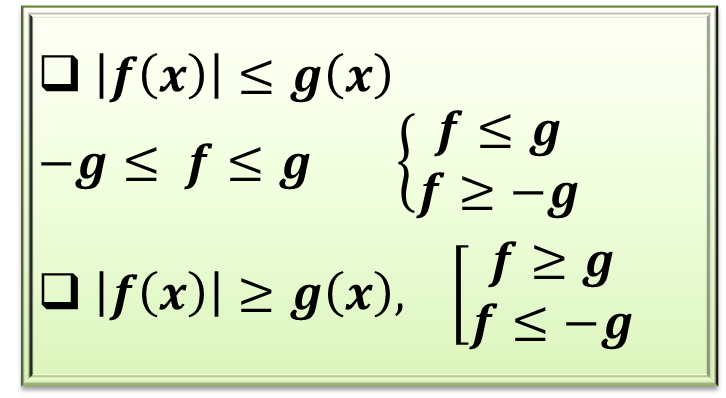 ❑ |f(x)| ≤ g(x)
−g ≤ f ≤ g { f ≤ g
f ≥ −g
❑ |f(x)| ≥ g(x), [ f ≥ g
f ≤ −g